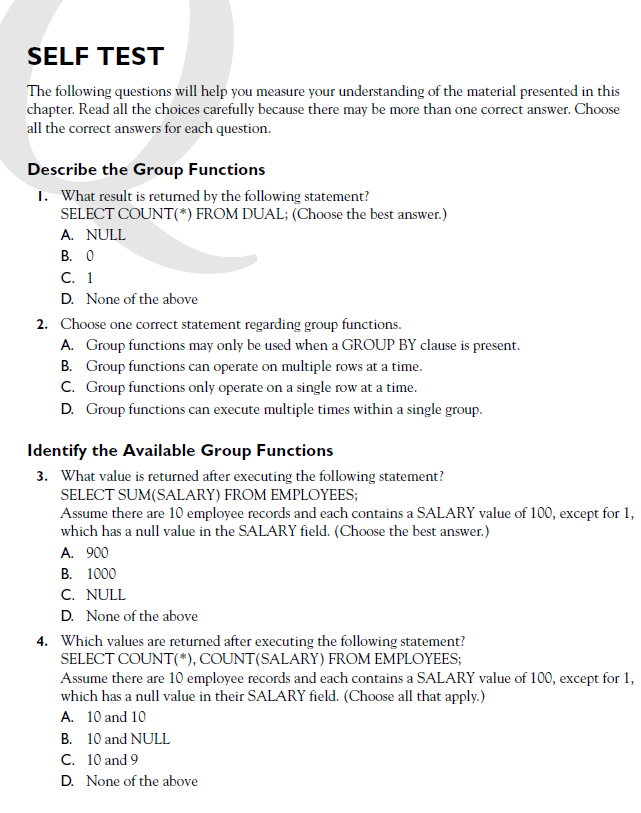 SELF TEST
The following questions will help you measure your understanding of the material presented in this
chapter. Read all the choices carefully because there may be more than one correct answer. Choose
all the correct answers for each question.
Describe the Group Functions
1. What result is returned by the following statement?
SELECT COUNT(*) FROM DUAL; (Choose the best answer.)
A. NULL
B. 0
C. 1
D. None of the above
2. Choose one correct statement regarding group functions.
A. Group functions may only be used when a GROUP BY clause is present.
B. Group functions can operate on multiple rows at a time.
C. Group functions only operate on a single row at a time.
D. Group functions can execute multiple times within a single group.
Identify the Available Group Functions
3. What value is returned after executing the following statement?
SELECT SUM(SALARY) FROM EMPLOYEES;
Assume there are 10 employee records and each contains a SALARY value of 100, except for 1,
which has a null value in the SALARY field. (Choose the best answer.)
A. 900
B. 1000
C. NULL
D. None of the above
4. Which values are returned after executing the following statement?
SELECT COUNT(*), COUNT(SALARY) FROM EMPLOYEES;
Assume there are 10 employee records and each contains a SALARY value of 100, except for 1,
which has a null value in their SALARY field. (Choose all that apply.)
A. 10 and 10
B. 10 and NULL
C. 10 and 9
D. None of the above